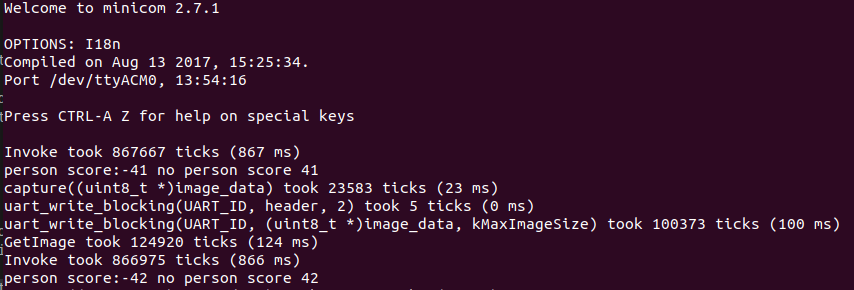 Welcome to minicom 2.7.1
OPTIONS: I18n
Compiled on Aug 13 2017, 15:25:34.
Port /dev/ttyACM0, 13:54:16
Press CTRL-A Z for help on special keys
Invoke took 867667 ticks (867 ms)
person score:-41 no person score 41
capture((uint8_t *)image_data) took 23583 ticks (23 ms)
uart_write_blocking(UART_ID, header, 2) took 5 ticks (0 ms)
uart_write_blocking(UART_ID, (uint8_t *)image_data, kMaxImageSize) took 100373 ticks (100 ms)
GetImage took 124920 ticks (124 ms)
Invoke took 866975 ticks (866 ms)
person score:-42 no person score 42